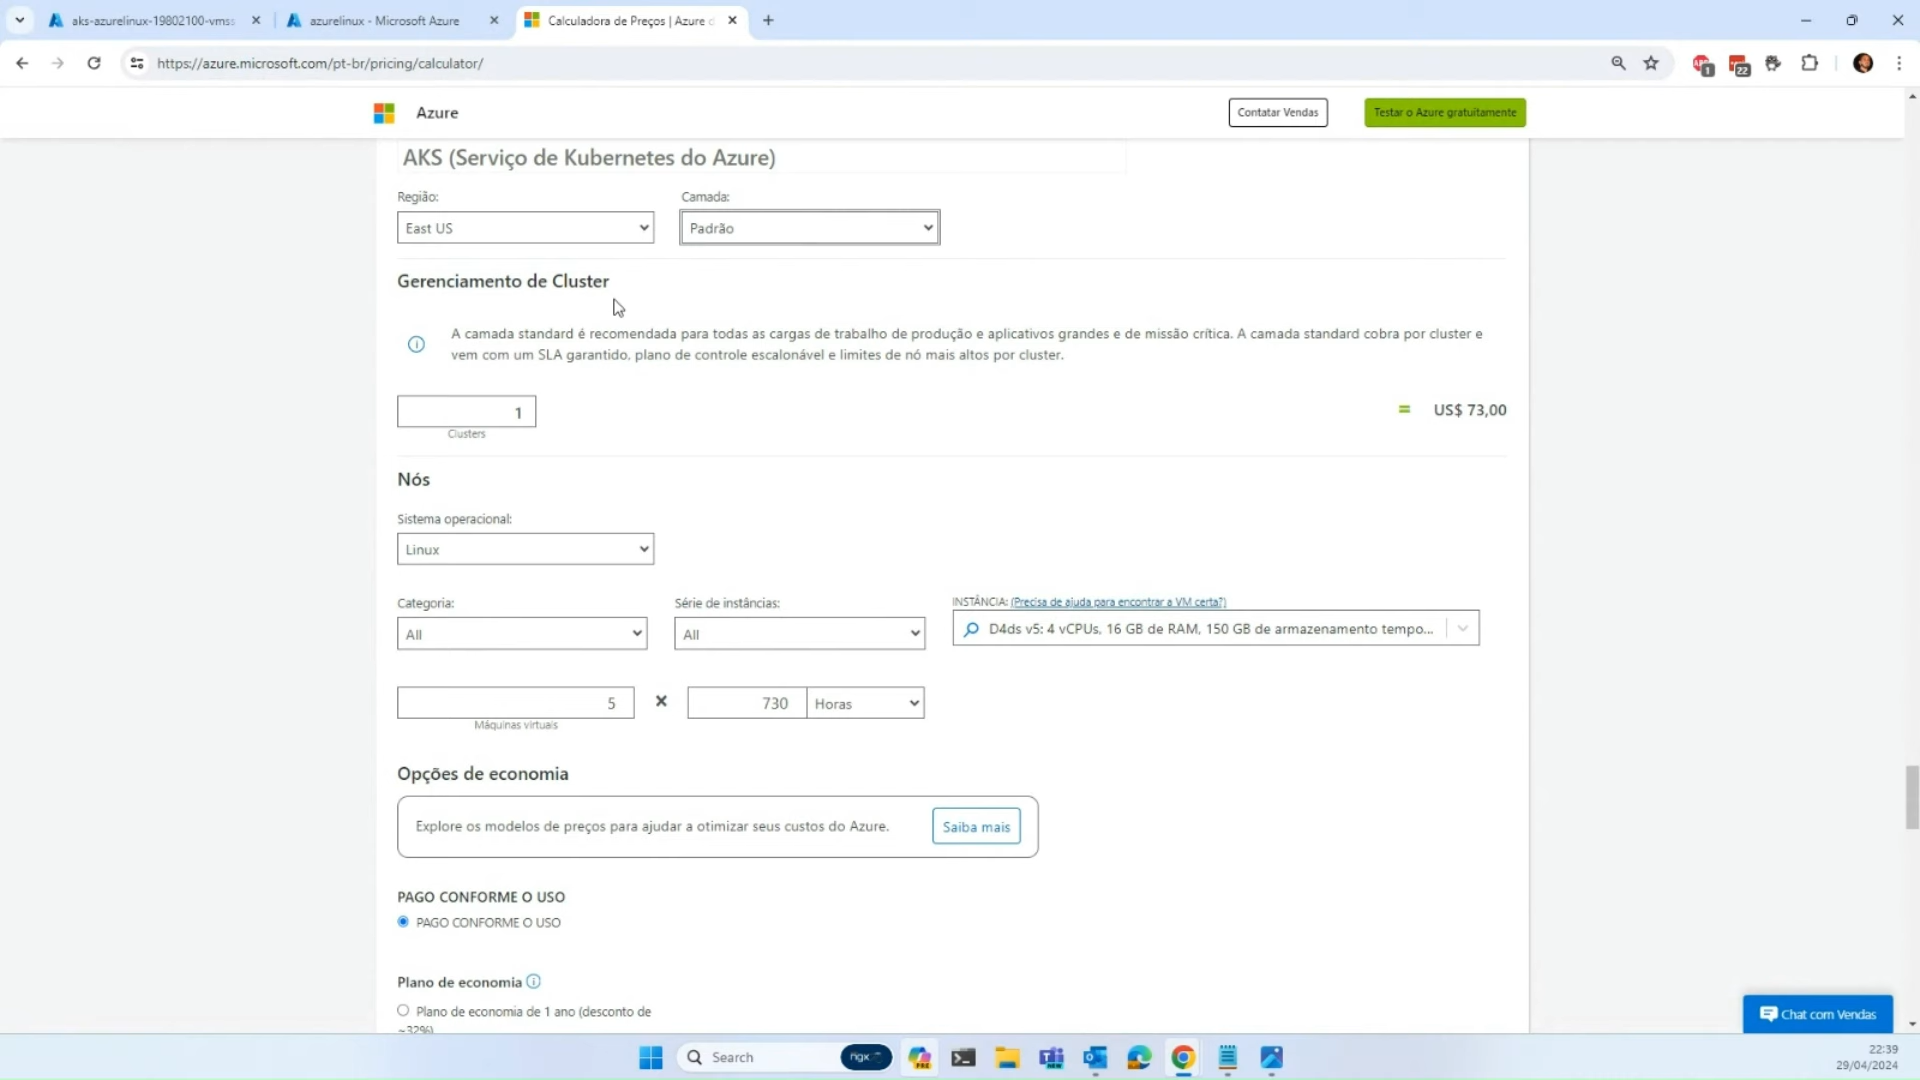 aks-azurelinux-19802100-vmss
azurelinux - Microsoft Azure
Calculadora de Preços | Azure d
https://azure.microsoft.com/pt-br/pricing/calculator/
1
22
Azure
Contatar Vendas
Testar o Azure gratuitamente
AKS (Serviço de Kubernetes do Azure)
Região:
Camada:
East US
Padrão
Gerenciamento de Cluster
A camada standard é recomendada para todas as cargas de trabalho de produção e aplicativos grandes e de missão crítica. A camada standard cobra por cluster e
vem com um SLA garantido, plano de controle escalonável e limites de nó mais altos por cluster.
1
= US$ 73,00
Clusters
Nós
Sistema operacional:
Linux
Categoria:
Série de instâncias:
INSTÂNCIA: (Precisa de ajuda para encontrar a VM certa?)
All
All
D4ds v5: 4 vCPUs, 16 GB de RAM, 150 GB de armazenamento tempo...
5
730
Horas
Máquinas virtuais
Opções de economia
Explore os modelos de preços para ajudar a otimizar seus custos do Azure.
Saiba mais
PAGO CONFORME O USO
PAGO CONFORME O USO
Plano de economia
Plano de economia de 1 ano (desconto de
~32%)
Chat com Vendas
Search
22:39
29/04/2024